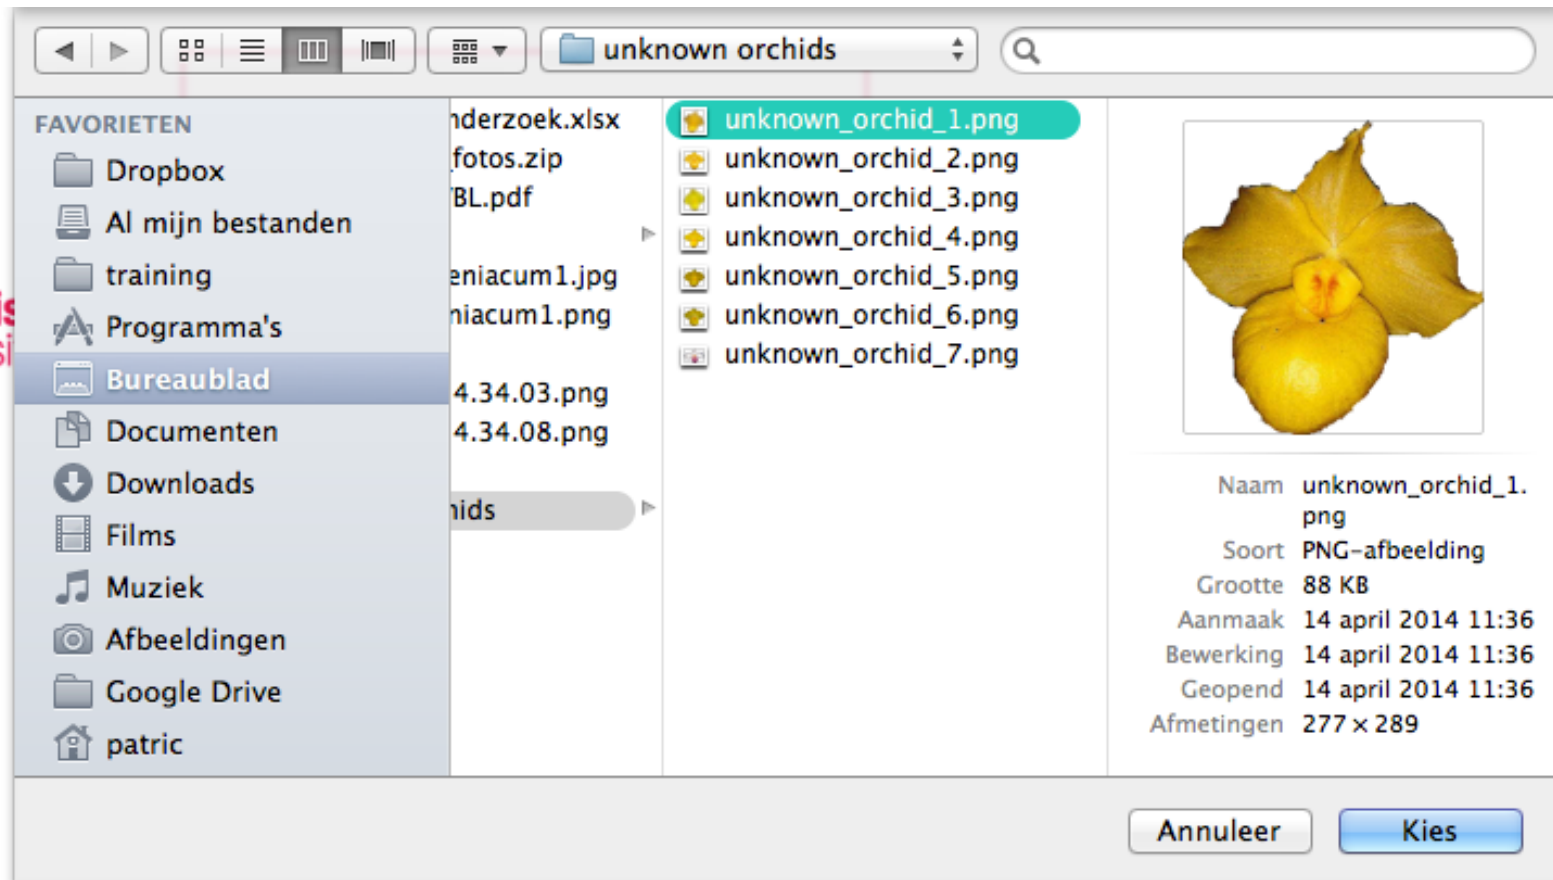 unknown orchids
FAVORIETEN
Dropbox
Al mijn bestanden
training
Programma's
Bureaublad
Documenten
Downloads
Films
Muziek
Afbeeldingen
Google Drive
patric
nderzoek.xlsx
_fotos.zip
BL.pdf
eniacum1.jpg
niacum1.png
4.34.03.png
4.34.08.png
hids
unknown_orchid_1.png
unknown_orchid_2.png
unknown_orchid_3.png
unknown_orchid_4.png
unknown_orchid_5.png
unknown_orchid_6.png
unknown_orchid_7.png
Naam unknown_orchid_1.
png
Soort PNG-afbeelding
Grootte 88 KB
Aanmaak 14 april 2014 11:36
Bewerking 14 april 2014 11:36
Geopend 14 april 2014 11:36
Afmetingen 277 × 289
Annuleer Kies